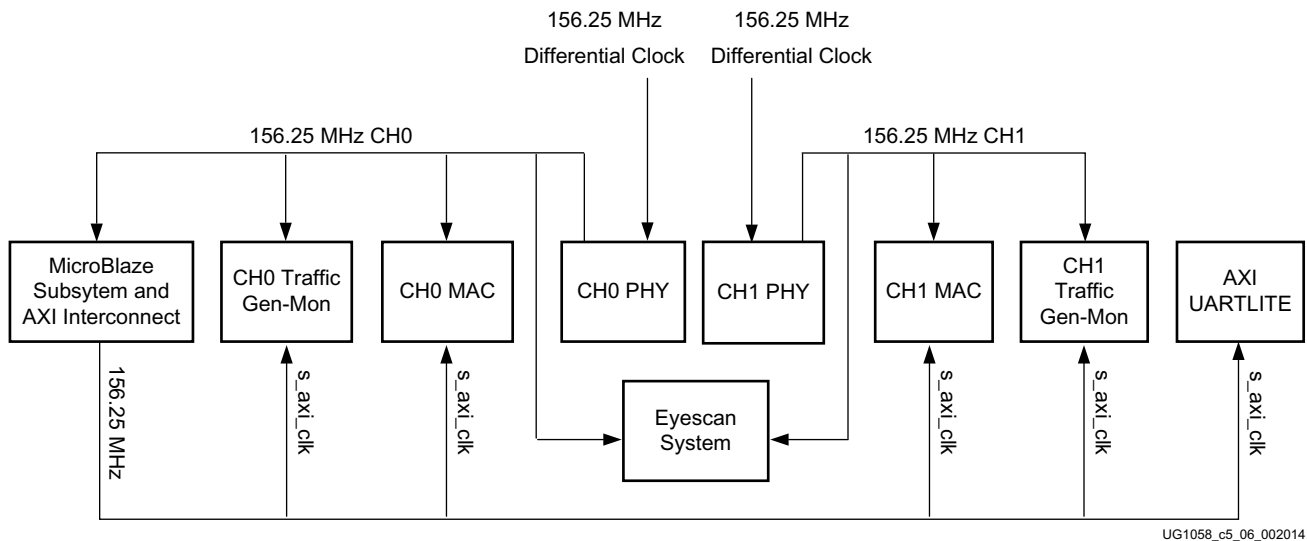 156.25 MHz
Differential Clock
156.25 MHz
Differential Clock
156.25 MHz CH0
156.25 MHz CH1
MicroBlaze
Subsytem and
AXI Interconnect
CH0 Traffic
Gen-Mon
CH0 MAC
CH0 PHY
CH1 PHY
CH1 MAC
CH1
Traffic
Gen-Mon
AXI
UARTLITE
156.25 MHz
s_axi_clk
s_axi_clk
Eyescan
System
s_axi_clk
s_axi_clk
s_axi_clk
UG1058_c5_06_002014